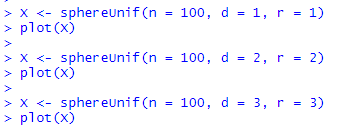 > X <- sphereUnif(n = 100, d = 1, r = 1)
> plot(X)
>
> X <- sphereUnif(n = 100, d = 2, r = 2)
> plot(X)
>
> X <- sphereUnif(n = 100, d = 3, r = 3)
> plot(X)